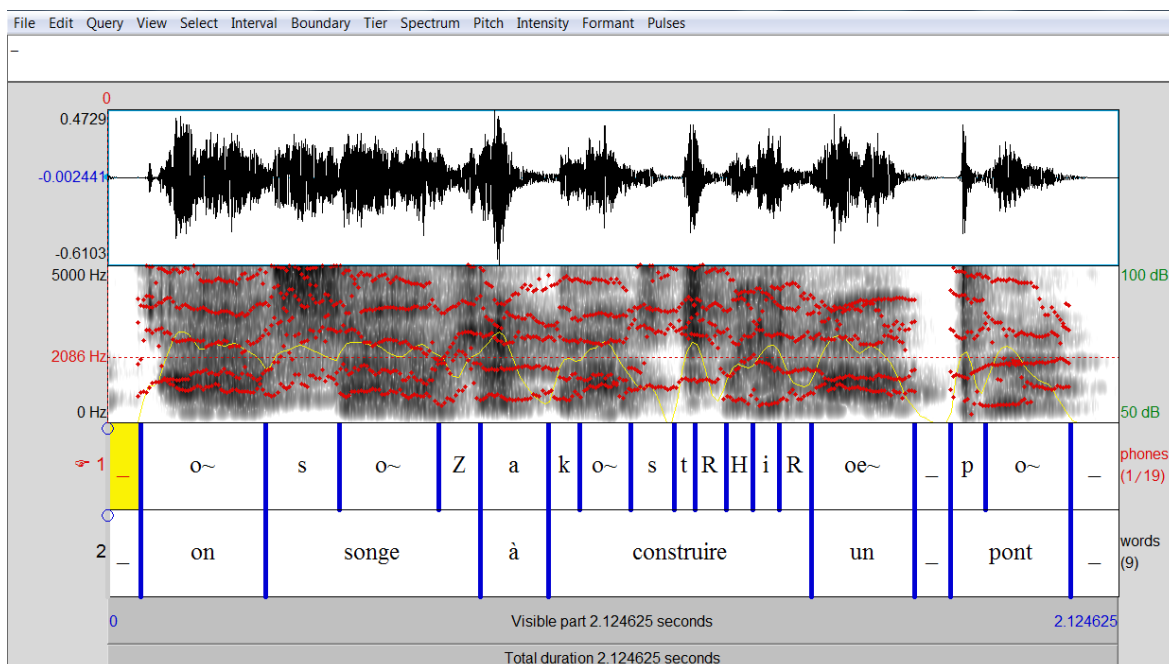 File Edit Query View Select Interval Boundary Tier Spectrum Pitch Intensity Formant Pulses
_
0
0.4729
-0.002441
-0.6103
5000 Hz 100 dB
2086 Hz
0 Hz 50 dB
☞ 1 _ o~ s o~ Z a k o~ s t R H i R oe~ _ p o~ _ phones (1/19)
2 _ on songe à construire un _ pont _ words (9)
0 Visible part 2.124625 seconds 2.124625
Total duration 2.124625 seconds